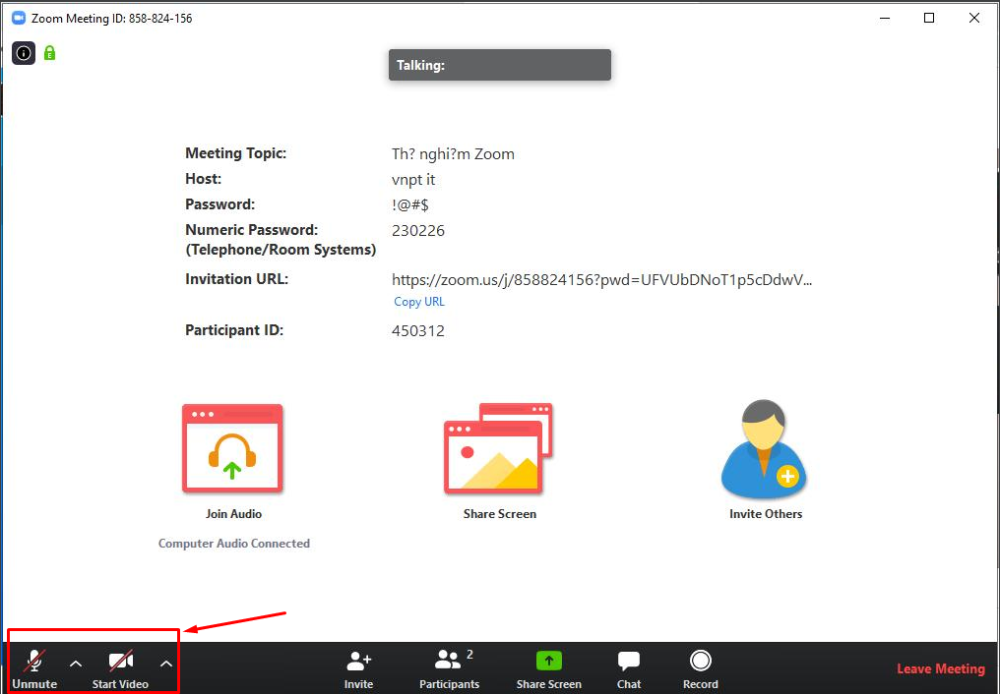 Zoom Meeting ID: 858-824-156
Talking:
Meeting Topic: Th? nghi?m Zoom
Host: vnpt it
Password: !@#$
Numeric Password: 230226
(Telephone/Room Systems)
Invitation URL: https://zoom.us/j/858824156?pwd=UFVUbDNoT1p5cDdwV...
Copy URL
Participant ID: 450312
Join Audio Share Screen Invite Others
Computer Audio Connected
2
Unmute Start Video Invite Participants Share Screen Chat Record Leave Meeting